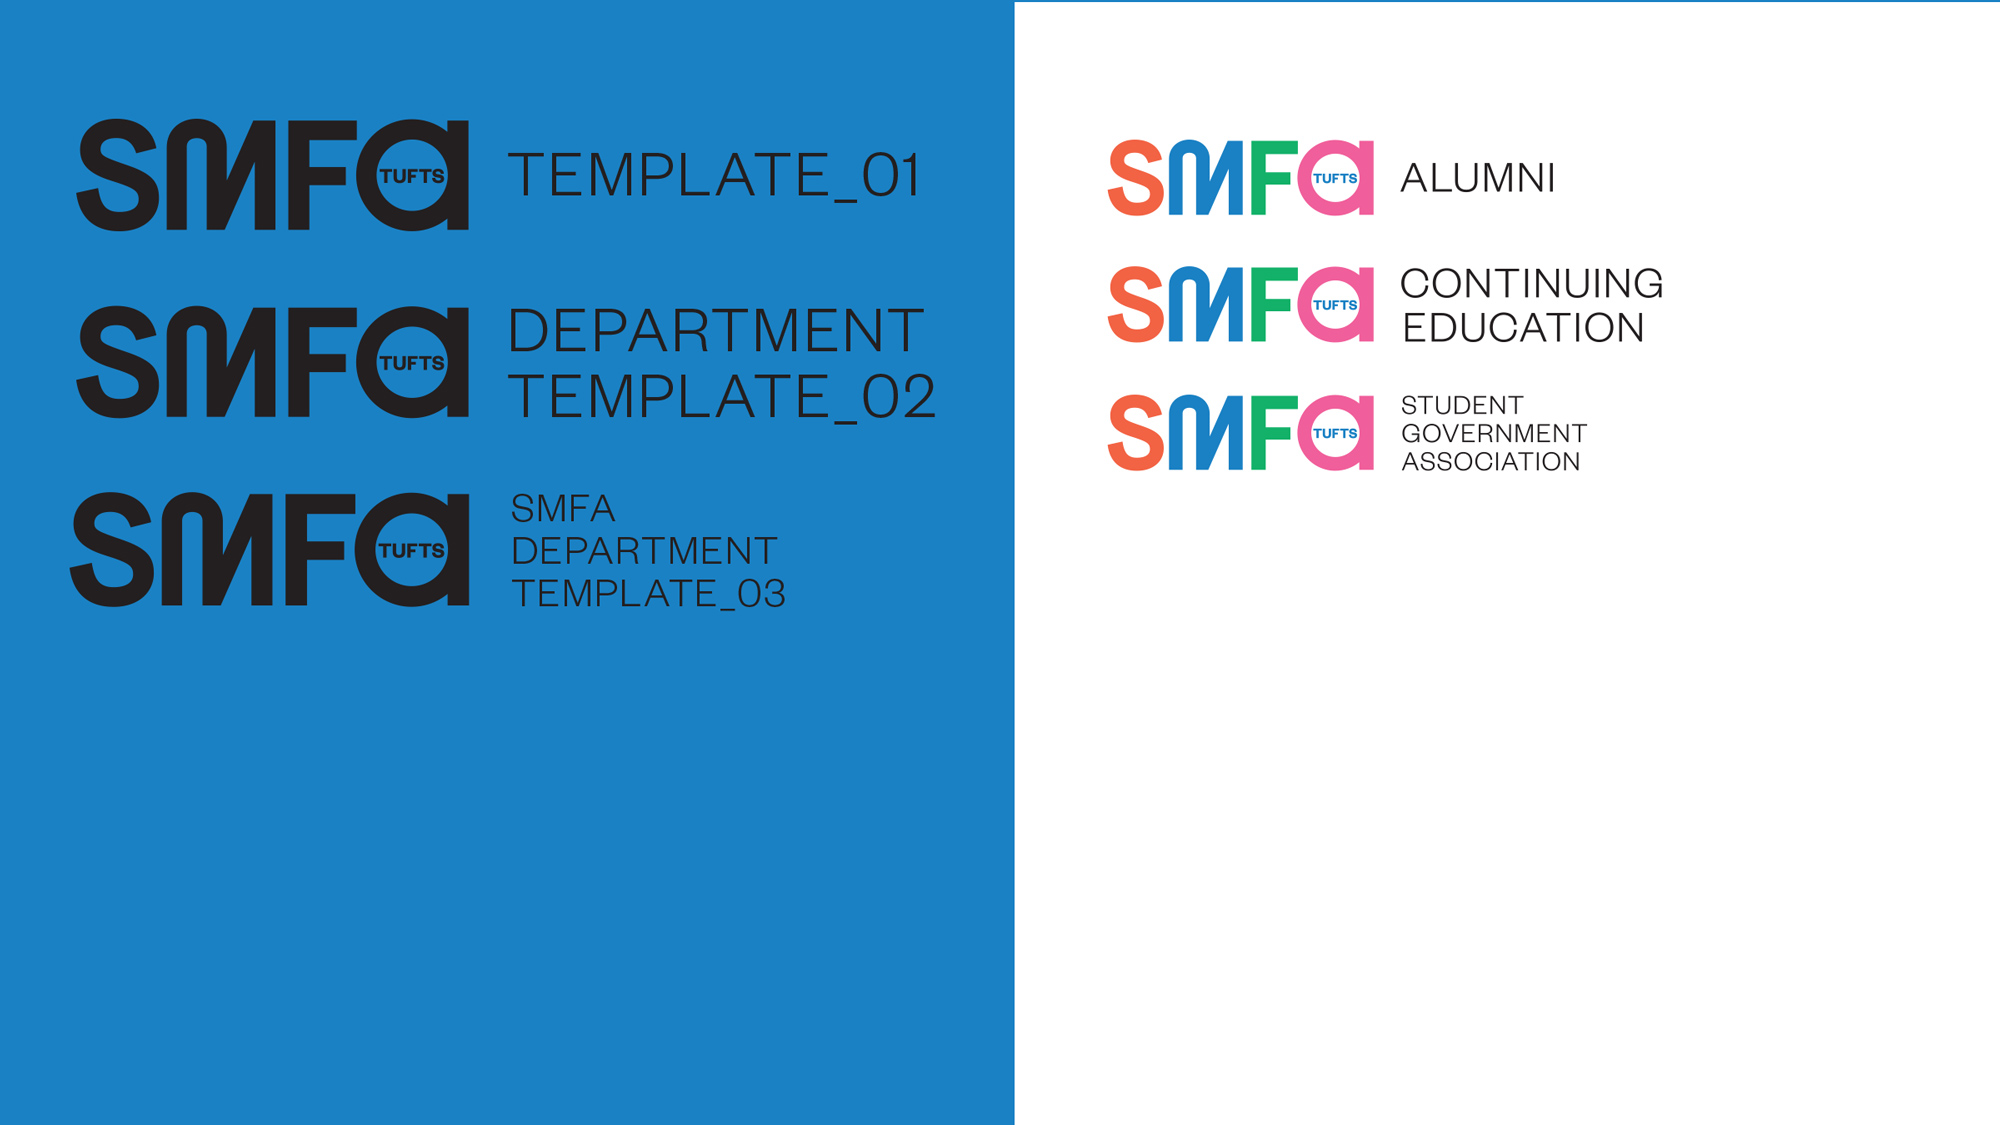 SMFa TUFTS TEMPLATE_01
SMFa TUFTS DEPARTMENT
TEMPLATE_02
SMFa TUFTS SMFA
DEPARTMENT
TEMPLATE_03
SMFa TUFTS ALUMNI
SMFa TUFTS CONTINUING
EDUCATION
SMFa TUFTS STUDENT
GOVERNMENT
ASSOCIATION